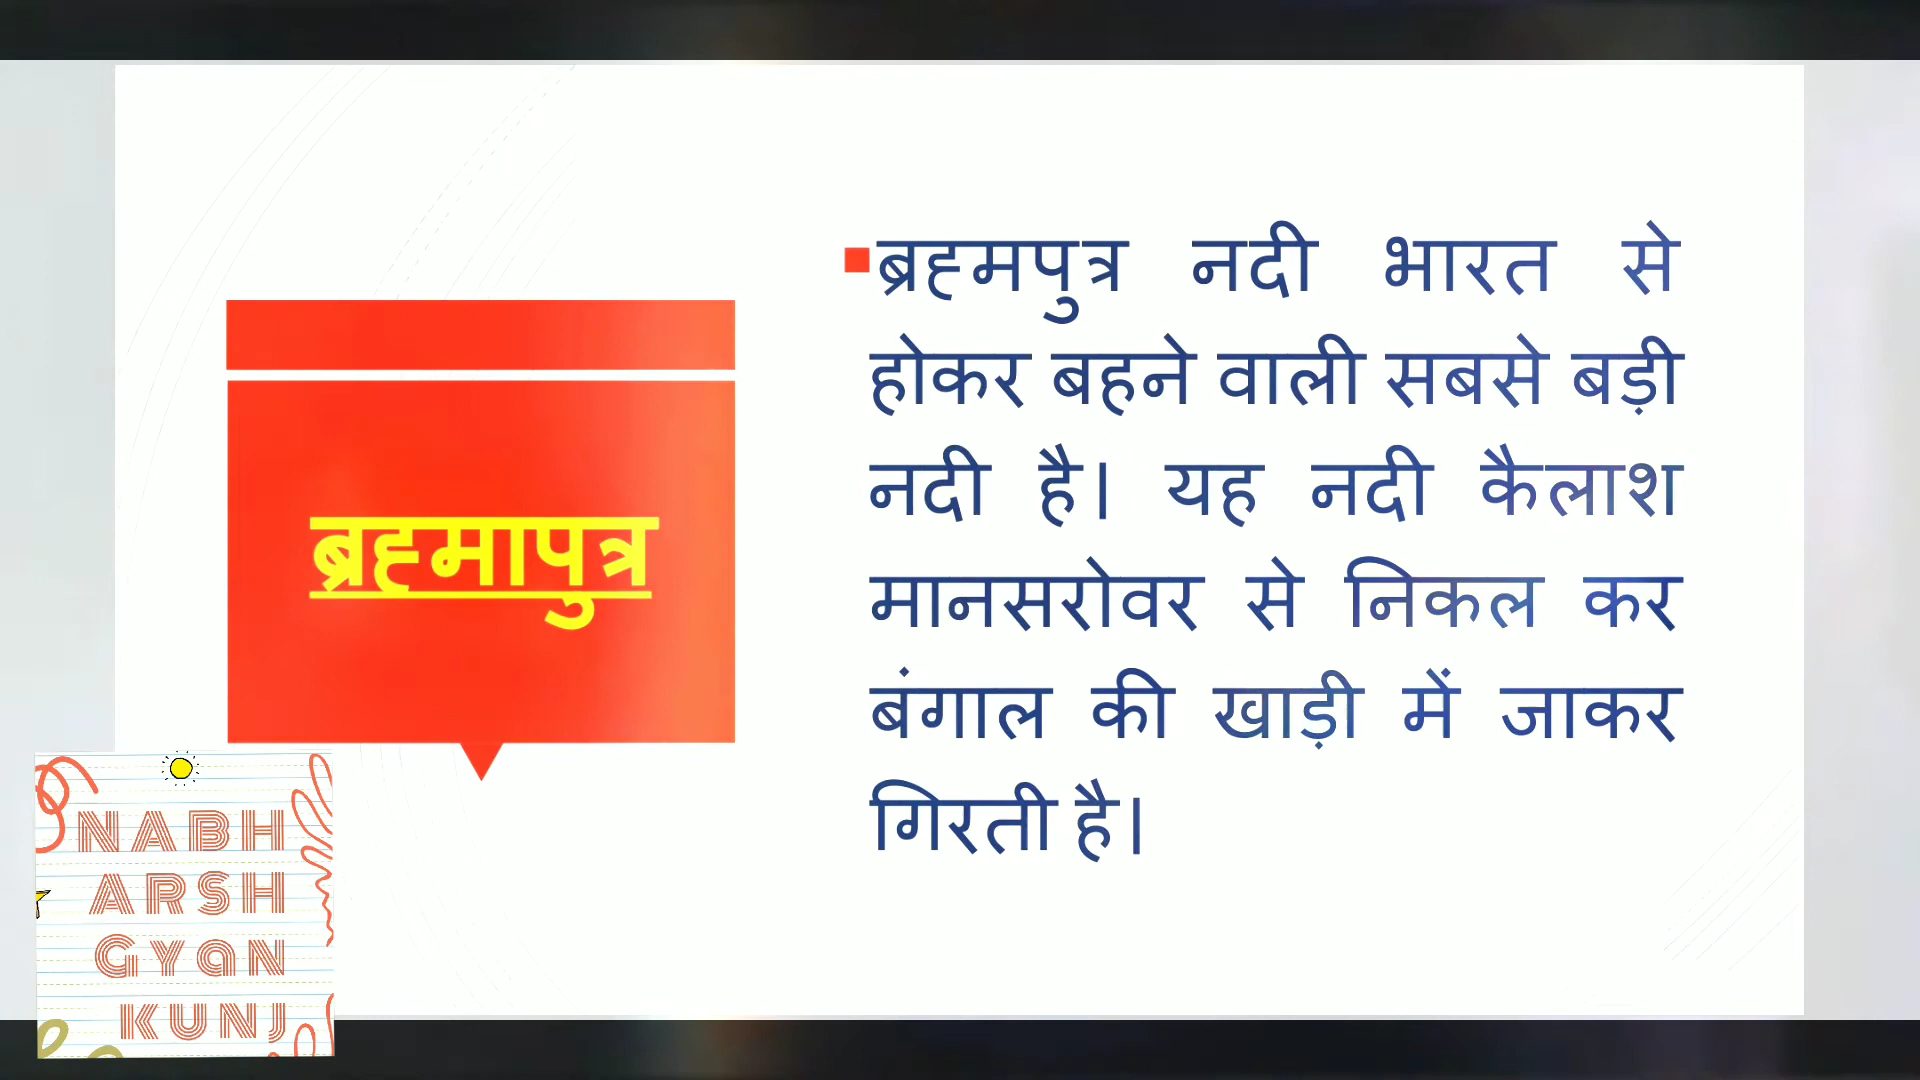 ब्रह्मापुत्र
ब्रह्मपुत्र नदी भारत से
होकर बहने वाली सबसे बड़ी
नदी है। यह नदी कैलाश
मानसरोवर से निकल कर
बंगाल की खाड़ी में जाकर
गिरती है।
NABH
ARSH
GYAN
KUNJ